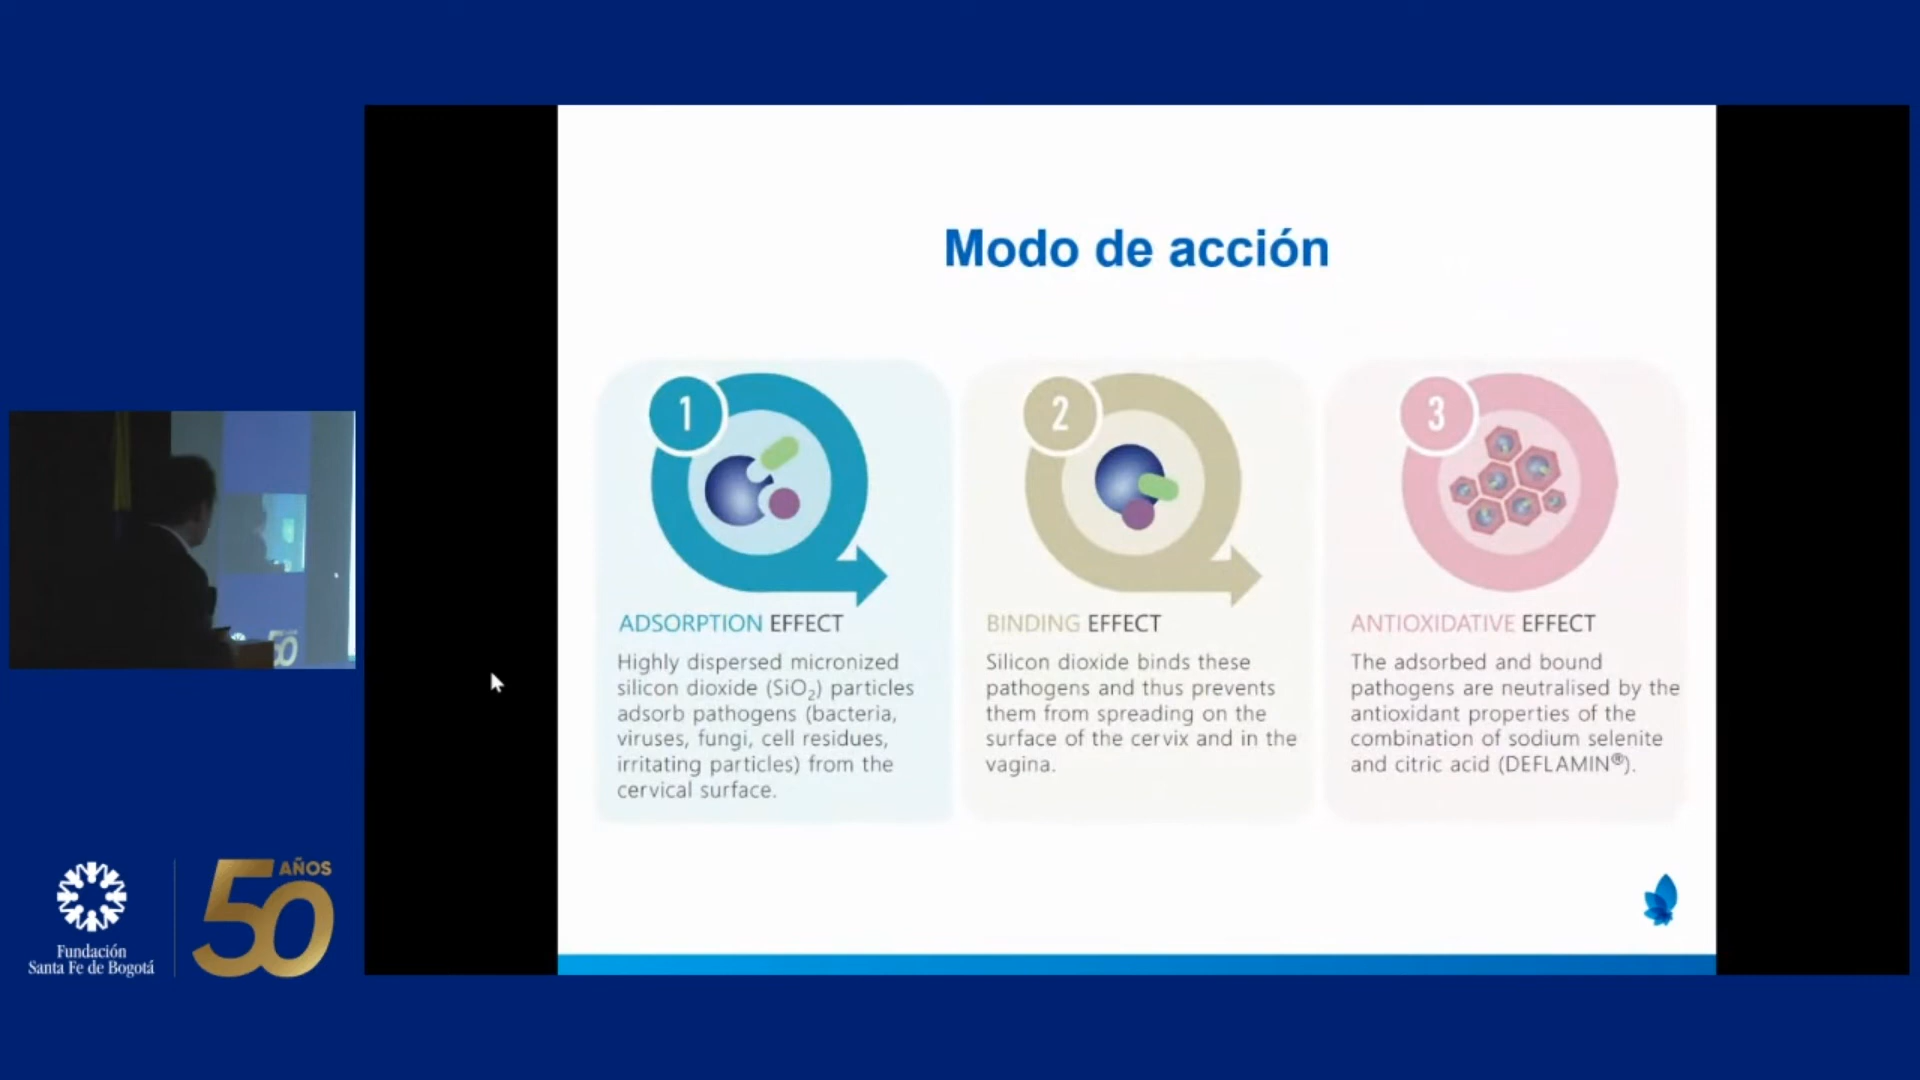 Modo de acción
1
ADSORPTION EFFECT
Highly dispersed micronized
silicon dioxide (SiO₂) particles
adsorb pathogens (bacteria,
viruses, fungi, cell residues,
irritating particles) from the
cervical surface.
2
BINDING EFFECT
Silicon dioxide binds these
pathogens and thus prevents
them from spreading on the
surface of the cervix and in the
vagina.
3
ANTIOXIDATIVE EFFECT
The adsorbed and bound
pathogens are neutralised by the
antioxidant properties of the
combination of sodium selenite
and citric acid (DEFLAMIN®).
50
Fundación
Santa Fe de Bogotá
50 AÑOS